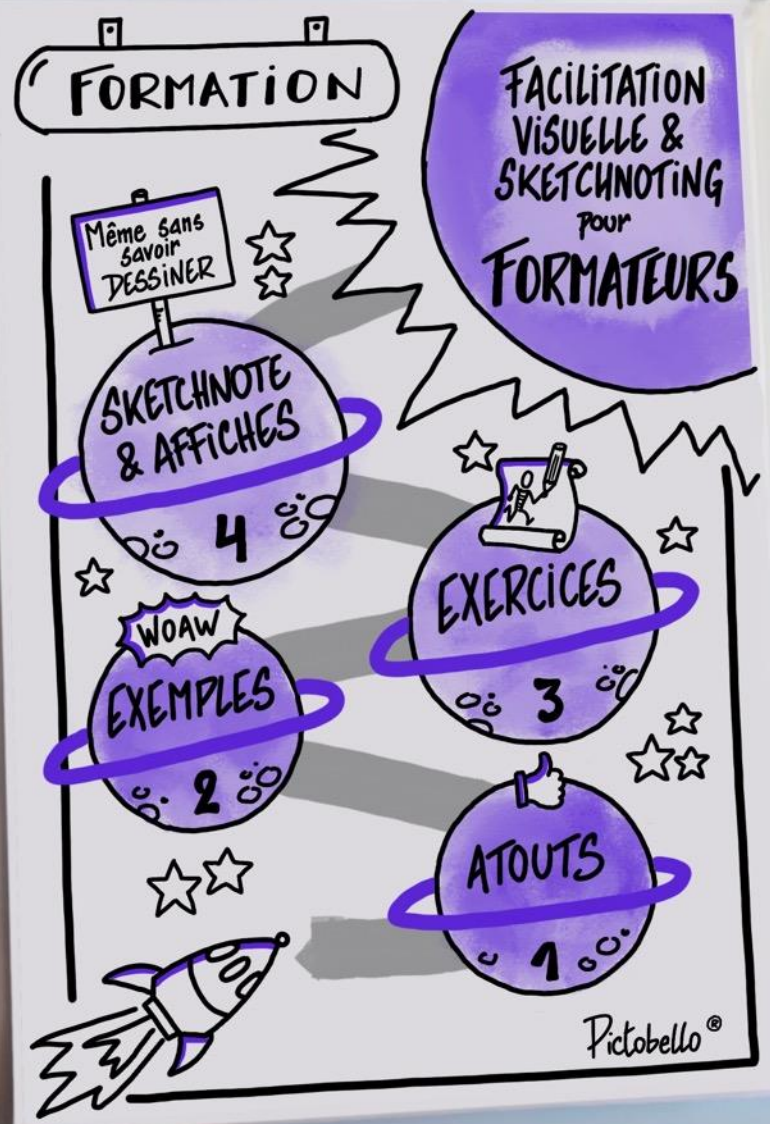 FORMATION
FACILITATION
VISUELLE &
SKETCHNOTING
pour
FORMATEURS
Même sans
savoir
DESSINER
SKETCHNOTE
& AFFICHES
4
EXERCICES
3
WOAW
EXEMPLES
2
ATOUTS
1
Pictobello ®